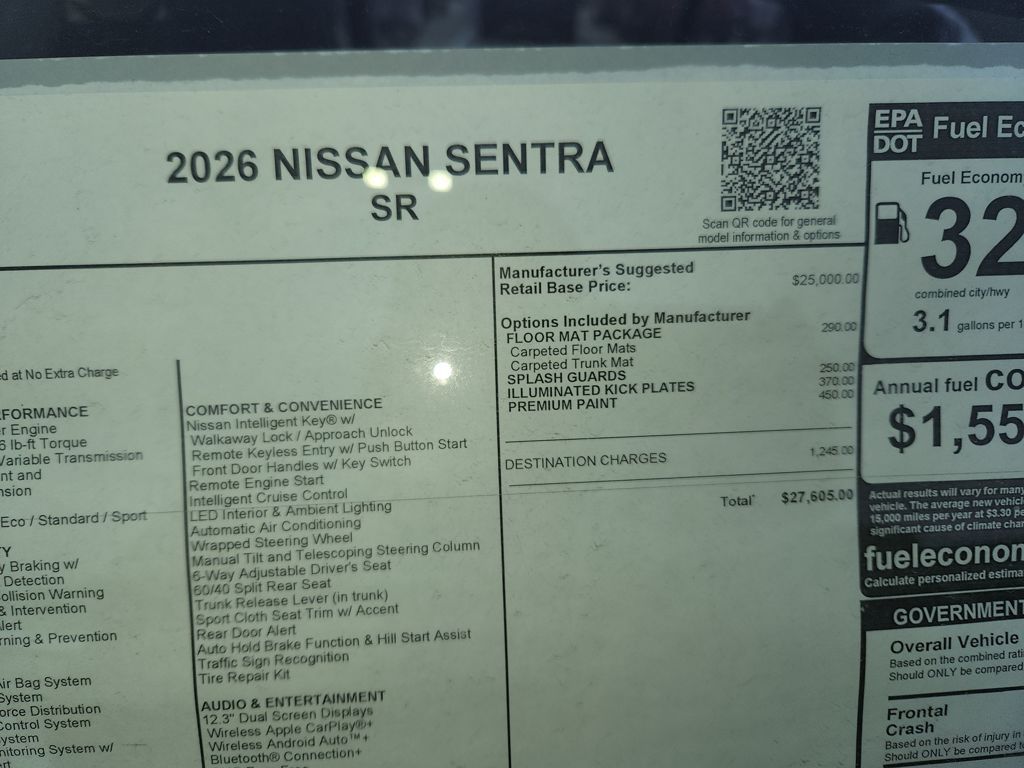 2026 NISSAN SENTRA
SR
Scan QR code for general
model information & options
ed at No Extra Charge
RFORMANCE
er Engine
6 lb-ft Torque
Variable Transmission
nt and
nsion
Eco / Standard / Sport
TY
y Braking w/
Detection
ollision Warning
& Intervention
lert
rning & Prevention
Air Bag System
System
orce Distribution
Control System
ystem
nitoring System w/
ert
COMFORT & CONVENIENCE
Nissan Intelligent Key® w/
Walkaway Lock / Approach Unlock
Remote Keyless Entry w/ Push Button Start
Front Door Handles w/ Key Switch
Remote Engine Start
Intelligent Cruise Control
LED Interior & Ambient Lighting
Automatic Air Conditioning
Wrapped Steering Wheel
Manual Tilt and Telescoping Steering Column
6-Way Adjustable Driver's Seat
60/40 Split Rear Seat
Trunk Release Lever (in trunk)
Sport Cloth Seat Trim w/ Accent
Rear Door Alert
Auto Hold Brake Function & Hill Start Assist
Traffic Sign Recognition
Tire Repair Kit
AUDIO & ENTERTAINMENT
12.3" Dual Screen Displays
Wireless Apple CarPlay®+
Wireless Android Auto™+
Bluetooth® Connection+
Manufacturer's Suggested
Retail Base Price: $25,000.00
Options Included by Manufacturer
FLOOR MAT PACKAGE 290.00
Carpeted Floor Mats
Carpeted Trunk Mat
SPLASH GUARDS 250.00
ILLUMINATED KICK PLATES 370.00
PREMIUM PAINT 450.00
DESTINATION CHARGES 1,245.00
Total* $27,605.00
EPA
DOT Fuel Ec
Fuel Econom
32
combined city/hwy
3.1 gallons per 1
Annual fuel CO
$1,55
Actual results will vary for many
vehicle. The average new vehicl
15,000 miles per year at $3.30 pe
significant cause of climate chan
fueleconom
Calculate personalized estima
GOVERNMENT
Overall Vehicle
Based on the combined rati
Should ONLY be compared
Frontal
Crash
Based on the risk of injury in
Should ONLY be compared to